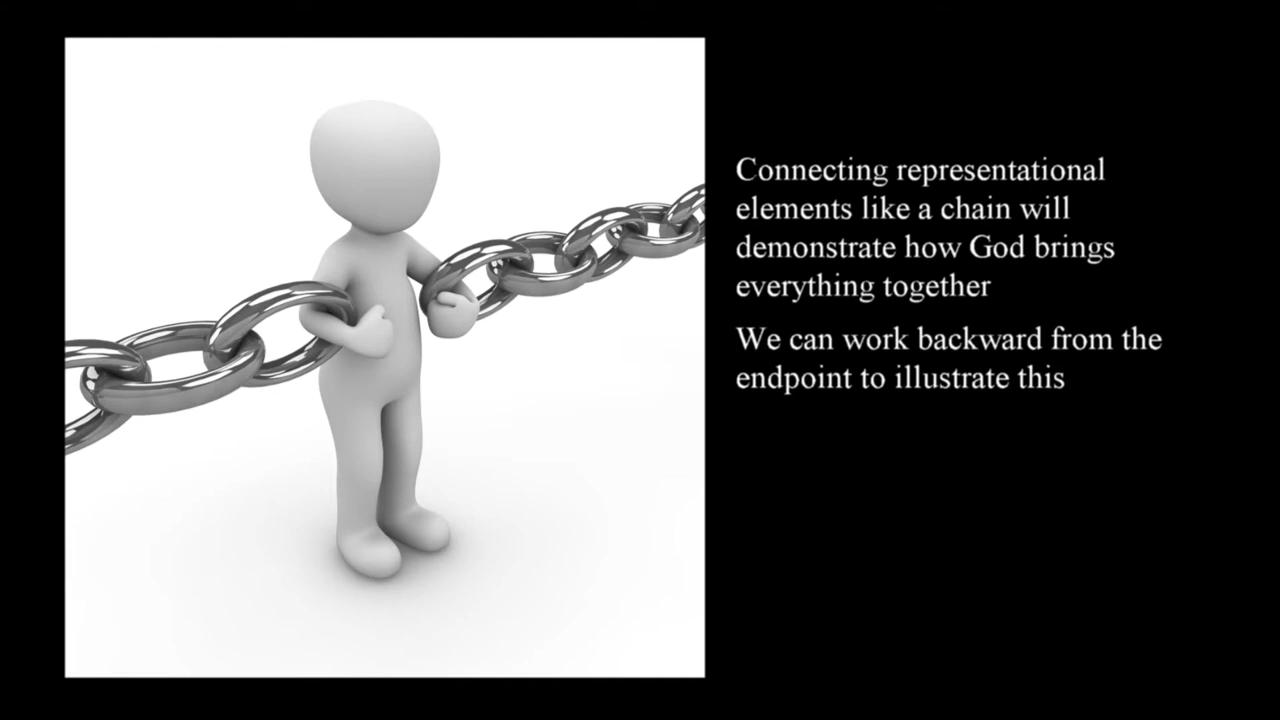 Connecting representational
elements like a chain will
demonstrate how God brings
everything together
We can work backward from the
endpoint to illustrate this